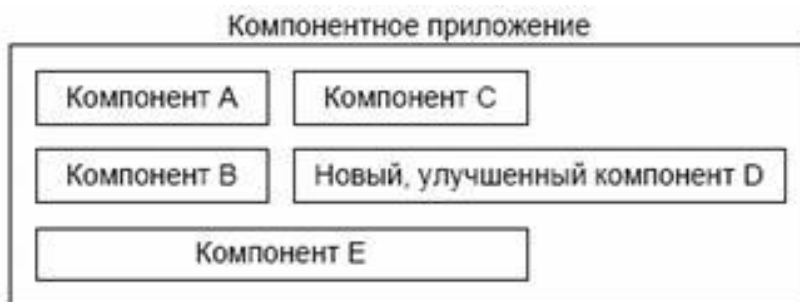 Компонентное приложение
Компонент A
Компонент C
Компонент B
Новый, улучшенный компонент D
Компонент E